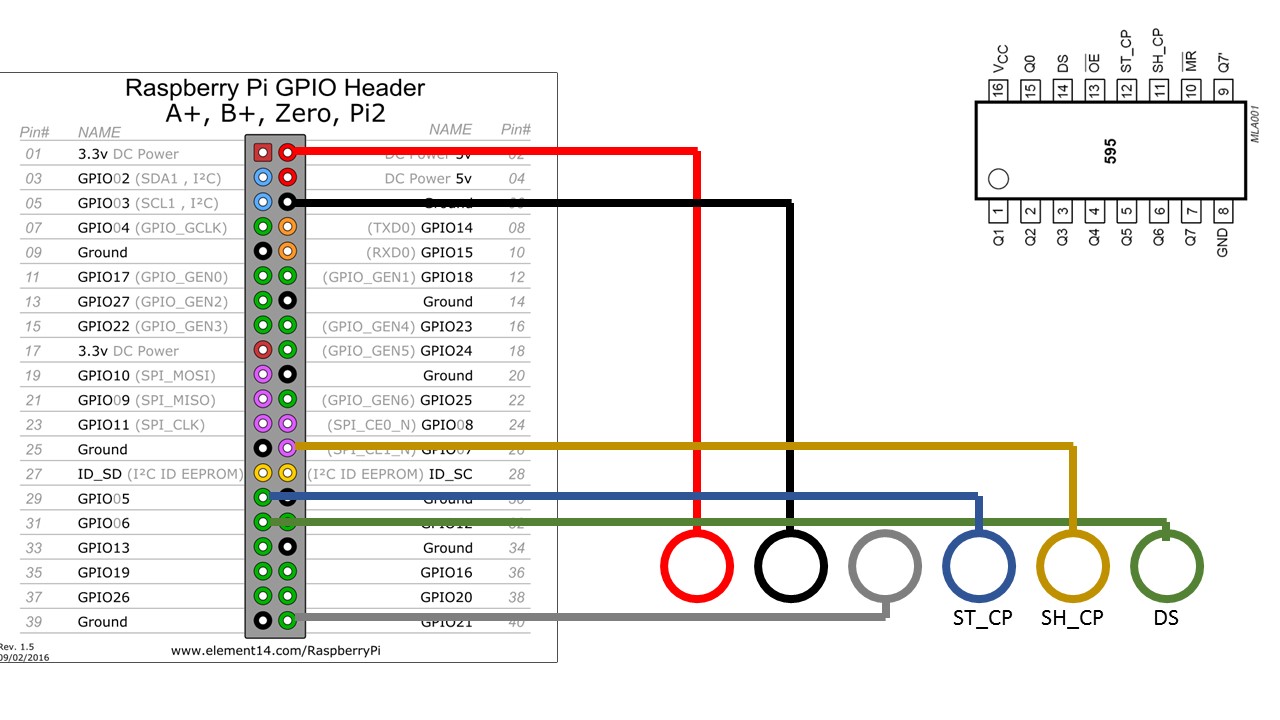 Raspberry Pi GPIO Header
A+, B+, Zero, Pi2
Pin# NAME NAME Pin#
01 3.3v DC Power DC Power 5v 02
03 GPIO02 (SDA1 , I²C) DC Power 5v 04
05 GPIO03 (SCL1 , I²C) Ground 06
07 GPIO04 (GPIO_GCLK) (TXD0) GPIO14 08
09 Ground (RXD0) GPIO15 10
11 GPIO17 (GPIO_GEN0) (GPIO_GEN1) GPIO18 12
13 GPIO27 (GPIO_GEN2) Ground 14
15 GPIO22 (GPIO_GEN3) (GPIO_GEN4) GPIO23 16
17 3.3v DC Power (GPIO_GEN5) GPIO24 18
19 GPIO10 (SPI_MOSI) Ground 20
21 GPIO09 (SPI_MISO) (GPIO_GEN6) GPIO25 22
23 GPIO11 (SPI_CLK) (SPI_CE0_N) GPIO08 24
25 Ground (SPI_CE1_N) GPIO07 26
27 ID_SD (I²C ID EEPROM) (I²C ID EEPROM) ID_SC 28
29 GPIO05 Ground 30
31 GPIO06 GPIO12 32
33 GPIO13 Ground 34
35 GPIO19 GPIO16 36
37 GPIO26 GPIO20 38
39 Ground GPIO21 40
Rev. 1.5
09/02/2016
www.element14.com/RaspberryPi
VCC Q0 DS OE ST_CP SH_CP MR Q7'
16 15 14 13 12 11 10 9
595
MLA001
1 2 3 4 5 6 7 8
Q1 Q2 Q3 Q4 Q5 Q6 Q7 GND
ST_CP SH_CP DS